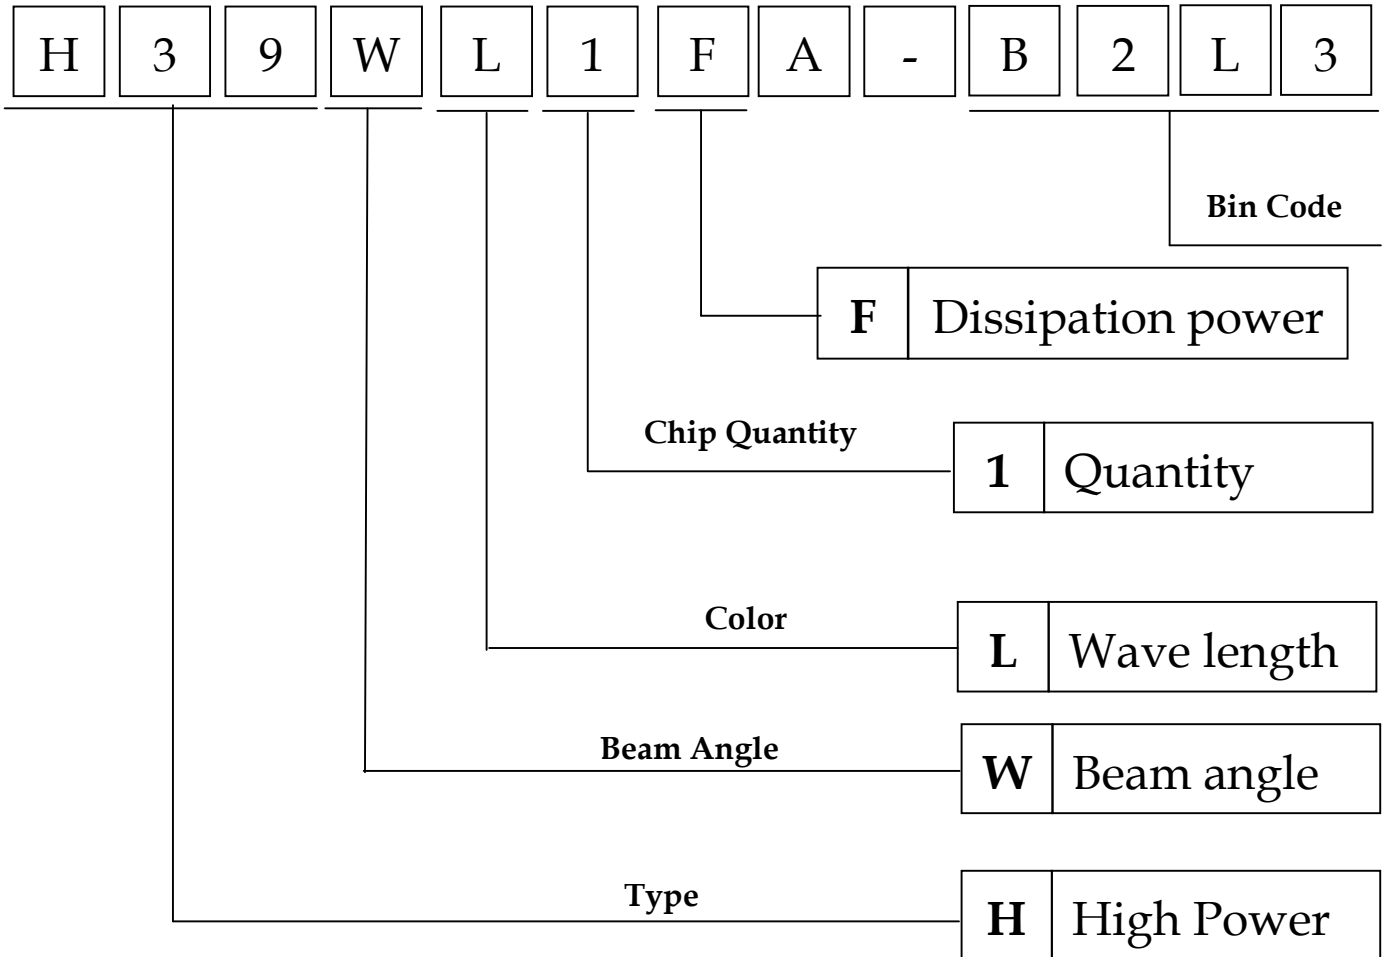 H 3 9 W L 1 F A - B 2 L 3
Bin Code
F Dissipation power
Chip Quantity
1 Quantity
Color
L Wave length
Beam Angle
W Beam angle
Type
H High Power